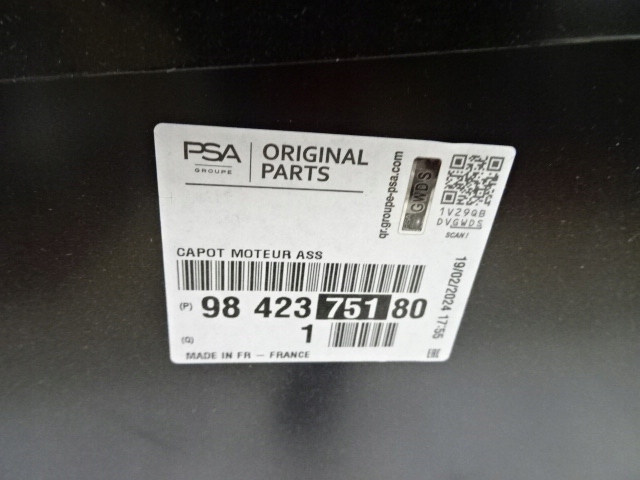 PSA
GROUPE
ORIGINAL
PARTS
qr.groupe-psa.com
GWDS
1V29QB
DVGWDS
SCAN!
CAPOT MOTEUR ASS
(P) 98 423 751 80
(Q) 1
MADE IN FR - FRANCE
19/02/2024 17:55
EAC